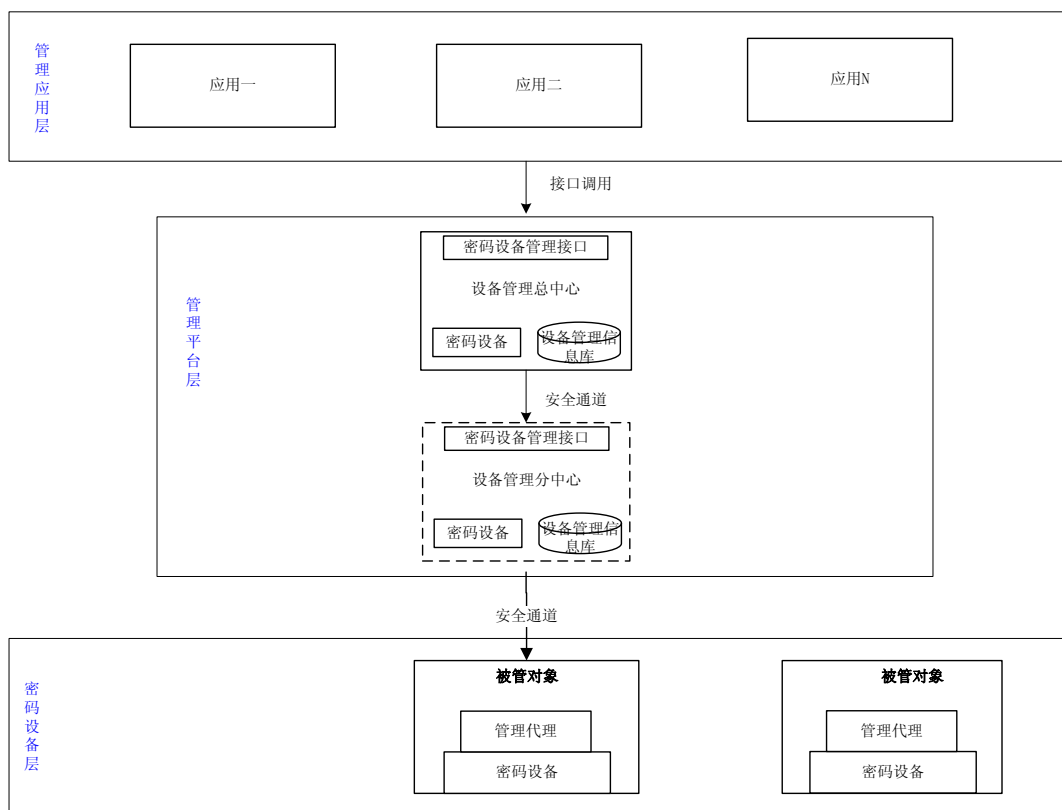 管理应用层
应用一
应用二
应用N
接口调用
管理平台层
密码设备管理接口
设备管理总中心
密码设备
设备管理信
息库
安全通道
密码设备管理接口
设备管理分中心
密码设备
设备管理信
息库
安全通道
密码设备层
被管对象
管理代理
密码设备
被管对象
管理代理
密码设备